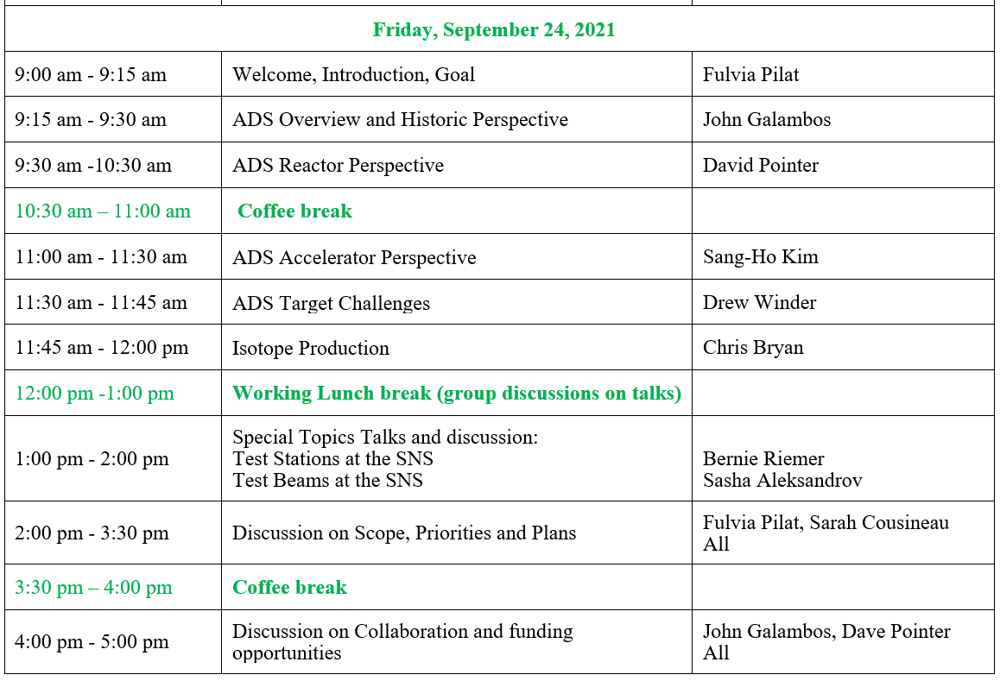 Friday, September 24, 2021
9:00 am - 9:15 am Welcome, Introduction, Goal Fulvia Pilat
9:15 am - 9:30 am ADS Overview and Historic Perspective John Galambos
9:30 am -10:30 am ADS Reactor Perspective David Pointer
10:30 am – 11:00 am Coffee break
11:00 am - 11:30 am ADS Accelerator Perspective Sang-Ho Kim
11:30 am - 11:45 am ADS Target Challenges Drew Winder
11:45 am - 12:00 pm Isotope Production Chris Bryan
12:00 pm -1:00 pm Working Lunch break (group discussions on talks)
Special Topics Talks and discussion:
1:00 pm - 2:00 pm Test Stations at the SNS Bernie Riemer
Test Beams at the SNS Sasha Aleksandrov
2:00 pm - 3:30 pm Discussion on Scope, Priorities and Plans Fulvia Pilat, Sarah Cousineau
All
3:30 pm – 4:00 pm Coffee break
4:00 pm - 5:00 pm Discussion on Collaboration and funding John Galambos, Dave Pointer
opportunities All